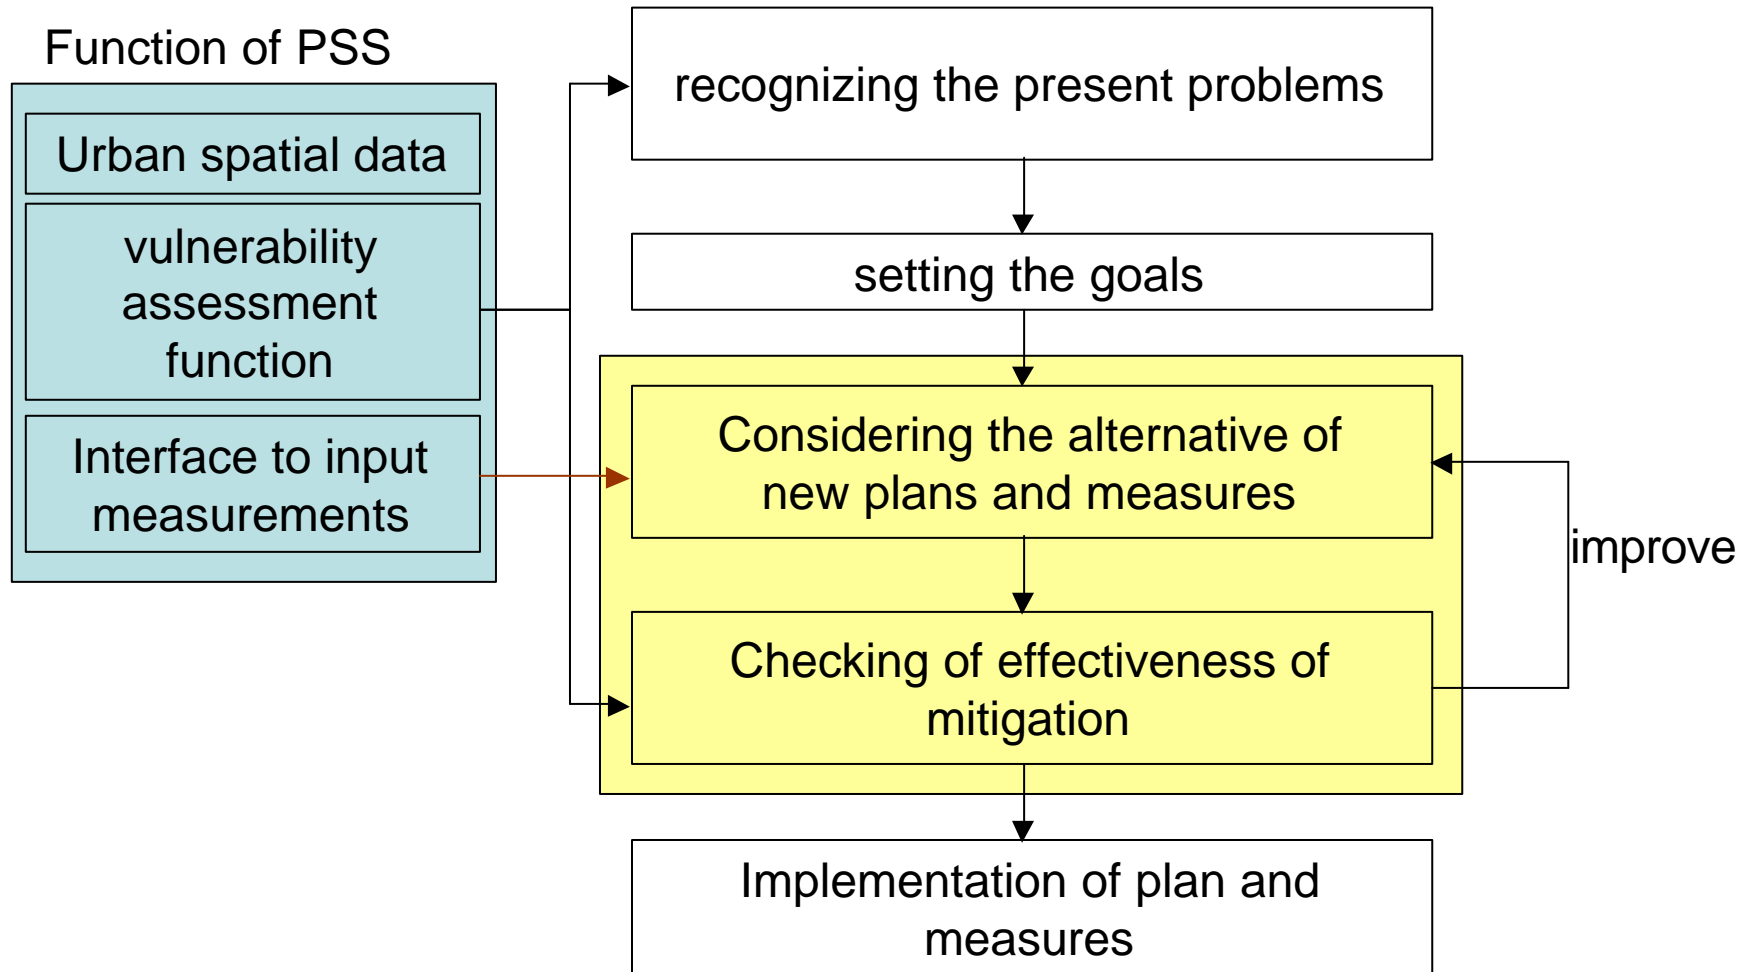 Function of PSS
Urban spatial data
vulnerability
assessment
function
Interface to input
measurements
recognizing the present problems
setting the goals
Considering the alternative of
new plans and measures
Checking of effectiveness of
mitigation
improve
Implementation of plan and
measures